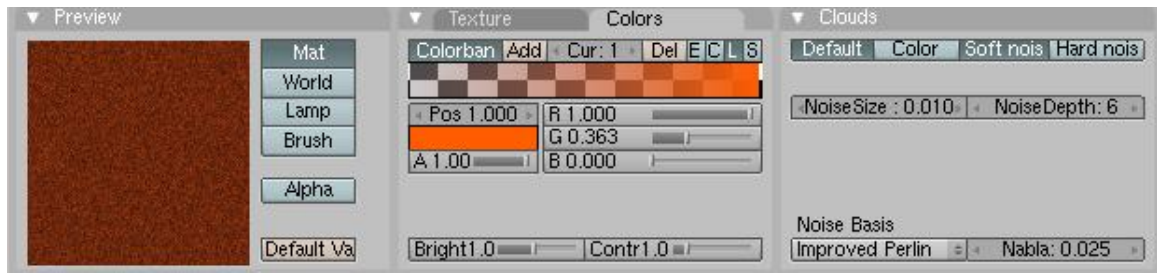 Preview
Mat
World
Lamp
Brush
Alpha
Default Va
Texture Colors
Colorban Add Cur: 1 Del E C L S
Pos 1.000 R 1.000
G 0.363
A 1.00 B 0.000
Bright1.0 Contr1.0
Clouds
Default Color Soft nois Hard nois
NoiseSize : 0.010 NoiseDepth: 6
Noise Basis
Improved Perlin Nabla: 0.025